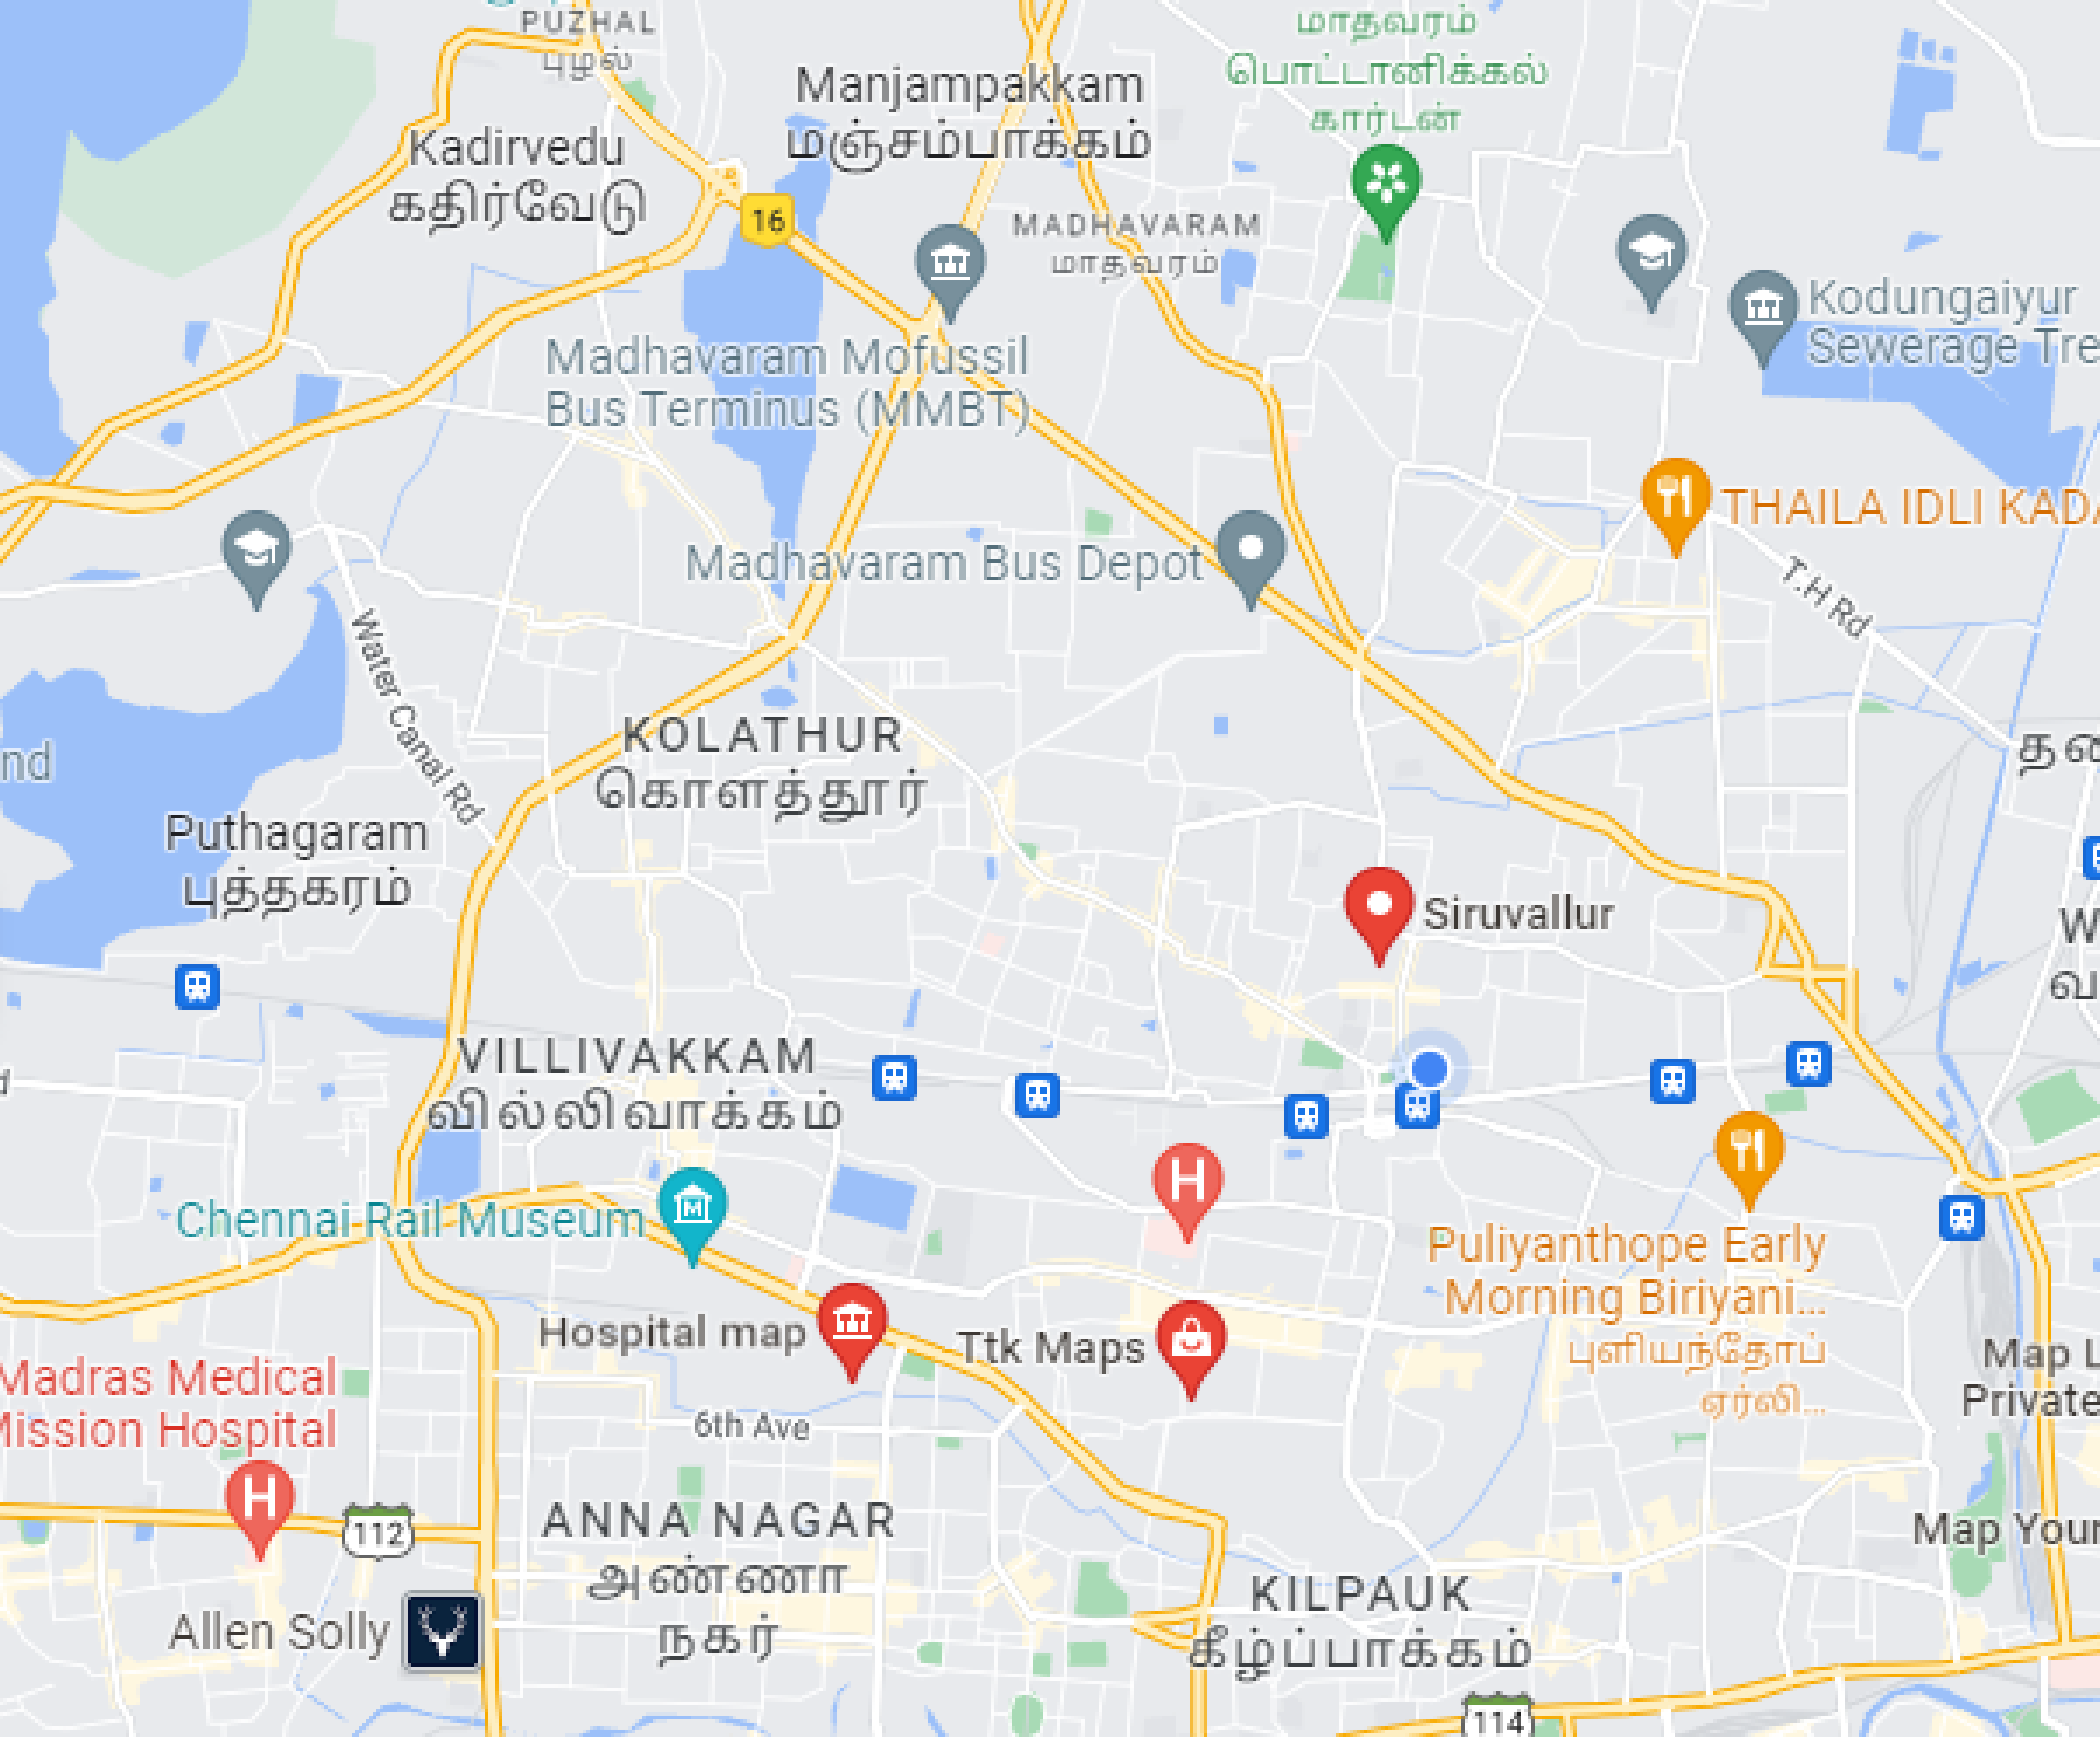 PUZHAL
புழல்
மாதவரம்
பொட்டானிக்கல்
கார்டன்
Manjampakkam
மஞ்சம்பாக்கம்
Kadirvedu
கதிர்வேடு
16
MADHAVARAM
மாதவரம்
Kodungaiyur
Sewerage Tre
Madhavaram Mofussil
Bus Terminus (MMBT)
THAILA IDLI KADA
Madhavaram Bus Depot
T.H Rd
Water Canal Rd
KOLATHUR
கொளத்தூர்
nd
Puthagaram
புத்தகரம்
Siruvallur
VILLIVAKKAM
வில்லிவாக்கம்
Chennai Rail Museum
H
Puliyanthope Early
Morning Biriyani...
புளியந்தோப்
ஏர்லி...
Hospital map
Ttk Maps
Map L
Private
Madras Medical
Mission Hospital
6th Ave
H
112
ANNA NAGAR
அண்ணா
நகர்
Map Your
Allen Solly
KILPAUK
கீழ்ப்பாக்கம்
114